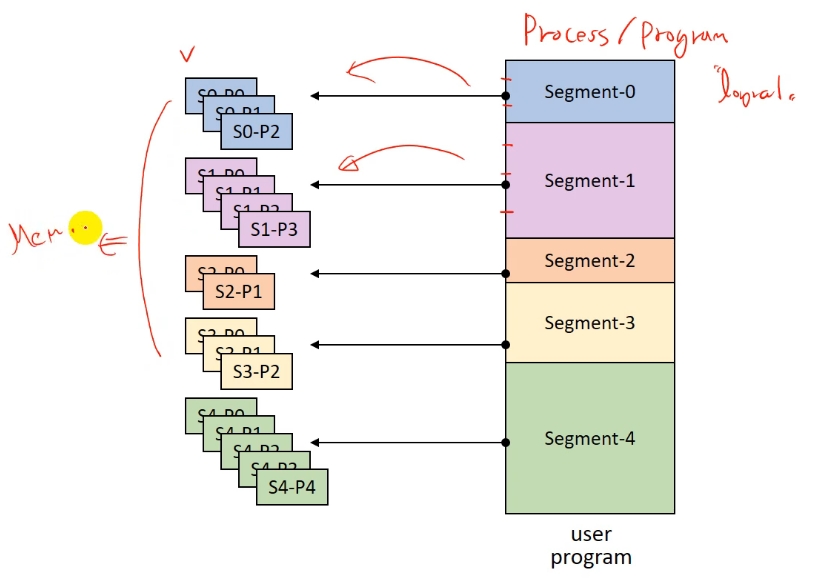 Process/Program
"logical"
V
S0-P0
S0-P1
S0-P2
Segment-0
S1-P0
S1-P1
S1-P2
S1-P3
Segment-1
Mem.
S2-P0
S2-P1
Segment-2
S3-P0
S3-P1
S3-P2
Segment-3
S4-P0
S4-P1
S4-P2
S4-P3
S4-P4
Segment-4
user
program